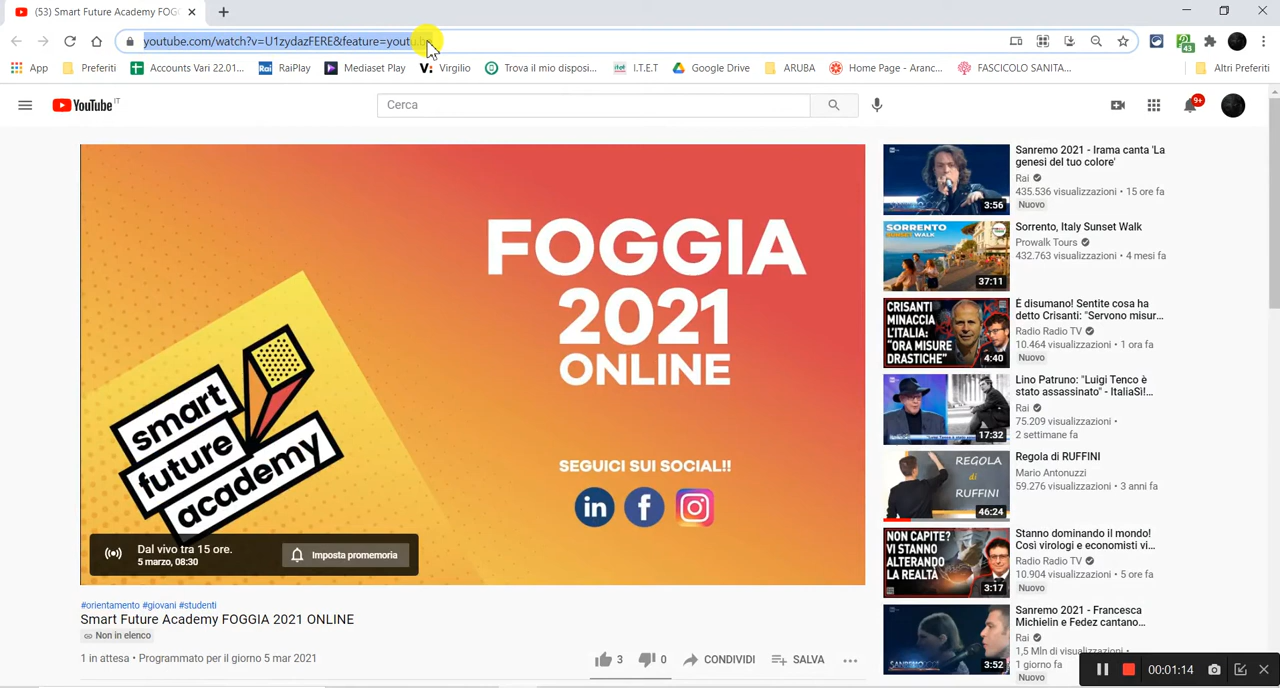 (53) Smart Future Academy FOGG
youtube.com/watch?v=U1zydazFERE&feature=youtu.be
43
App
Preferiti
Accounts Vari 22.01...
RaiPlay
Mediaset Play
Virgilio
Trova il mio disposi...
I.T.E.T
Google Drive
ARUBA
Home Page - Aranc...
FASCICOLO SANITA...
Altri Preferiti
YouTube IT
Cerca
9+
FOGGIA
2021
ONLINE
SEGUICI SUI SOCIAL!!
in f
smart
future
academy
Dal vivo tra 15 ore.
5 marzo, 08:30
Imposta promemoria
#orientamento #giovani #studenti
Smart Future Academy FOGGIA 2021 ONLINE
Non in elenco
1 in attesa • Programmato per il giorno 5 mar 2021
3
0
CONDIVIDI
SALVA
3:56
Sanremo 2021 - Irama canta 'La
genesi del tuo colore'
Rai
435.536 visualizzazioni • 15 ore fa
Nuovo
SORRENTO
SUNSET WALK
37:11
Sorrento, Italy Sunset Walk
Prowalk Tours
432.763 visualizzazioni • 4 mesi fa
CRISANTI
MINACCIA
L'ITALIA:
"ORA MISURE
DRASTICHE"
4:40
È disumano! Sentite cosa ha
detto Crisanti: "Servono misur...
Radio Radio TV
10.464 visualizzazioni • 1 ora fa
Nuovo
17:32
Lino Patruno: "Luigi Tenco è
stato assassinato" - ItaliaSì!...
Rai
75.209 visualizzazioni •
2 settimane fa
REGOLA
di
RUFFINI
46:24
Regola di RUFFINI
Mario Antonuzzi
59.276 visualizzazioni • 3 anni fa
NON CAPITE?
VI STANNO
ALTERANDO
LA REALTÀ
3:17
Stanno dominando il mondo!
Così virologi e economisti vi...
Radio Radio TV
10.904 visualizzazioni • 5 ore fa
Nuovo
3:52
Sanremo 2021 - Francesca
Michielin e Fedez cantano...
Rai
1,5 Mln di visualizzazioni •
1 giorno fa
Nuovo
00:01:14